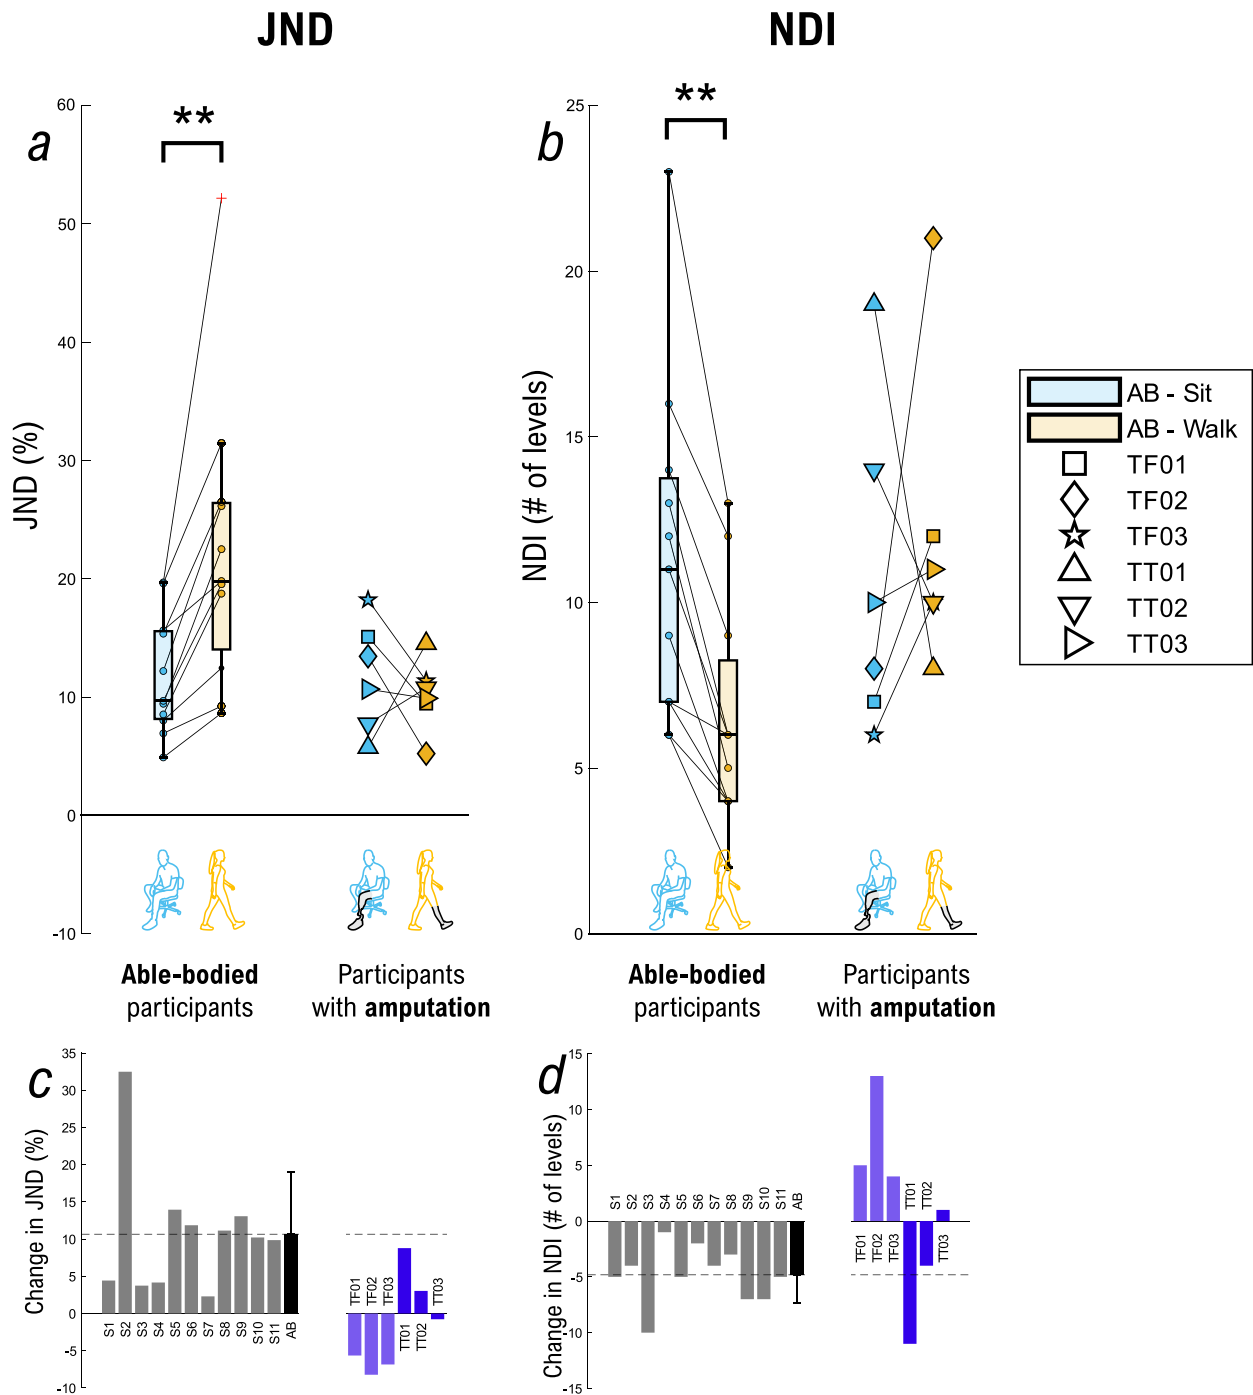 JND
NDI
a
**
JND (%)
60
50
40
30
20
10
0
-10
Able-bodied
participants
Participants
with amputation
b
**
NDI (# of levels)
25
20
15
10
5
0
Able-bodied
participants
Participants
with amputation
AB - Sit
AB - Walk
TF01
TF02
TF03
TT01
TT02
TT03
c
Change in JND (%)
35
30
25
20
15
10
5
0
-5
-10
S1
S2
S3
S4
S5
S6
S7
S8
S9
S10
S11
AB
TF01
TF02
TF03
TT01
TT02
TT03
d
Change in NDI (# of levels)
15
10
5
0
-5
-10
-15
S1
S2
S3
S4
S5
S6
S7
S8
S9
S10
S11
AB
TF01
TF02
TF03
TT01
TT02
TT03